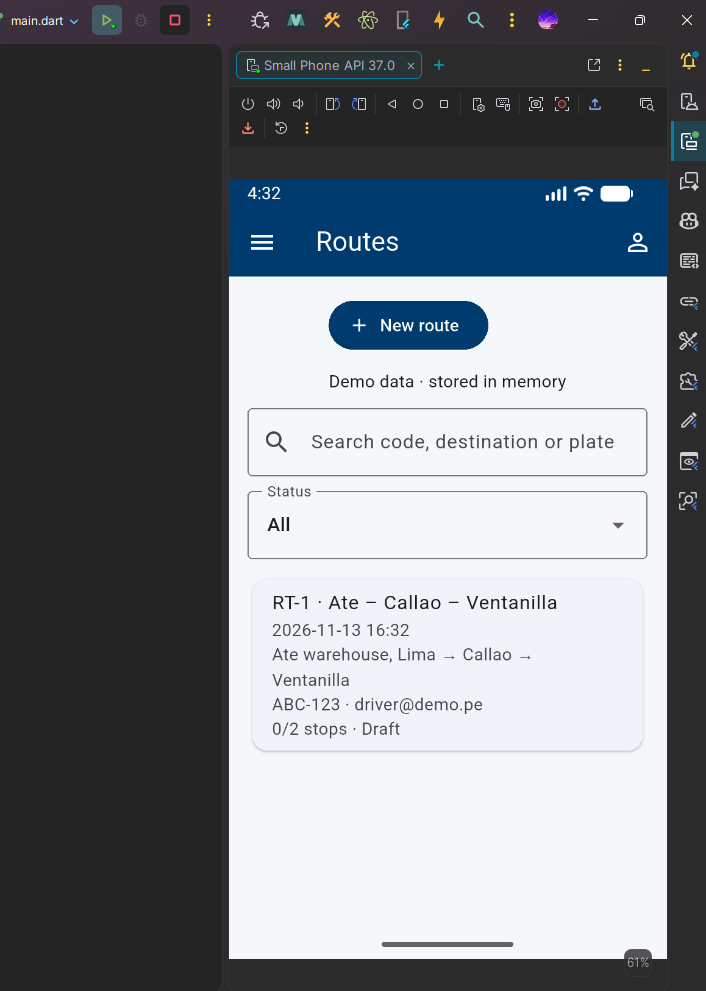 main.dart
Small Phone API 37.0
4:32
Routes
+ New route
Demo data · stored in memory
Search code, destination or plate
Status
All
RT-1 · Ate – Callao – Ventanilla
2026-11-13 16:32
Ate warehouse, Lima → Callao →
Ventanilla
ABC-123 · driver@demo.pe
0/2 stops · Draft
61%